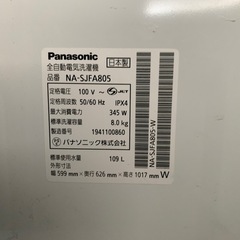 Panasonic
日本製
全自動電気洗濯機
NA-SJFA805
定格電圧 100 V～ JET
定格周波数 50/60 Hz IPX4
最大消費電力 345 W
標準洗濯容量 8.0 kg
製造番号 1941100860
パナソニック株式会社
標準使用水量 109 L
外形寸法
幅 599 mm×奥行 626 mm×高さ 1017 mm
W
NA-SJFA805-W